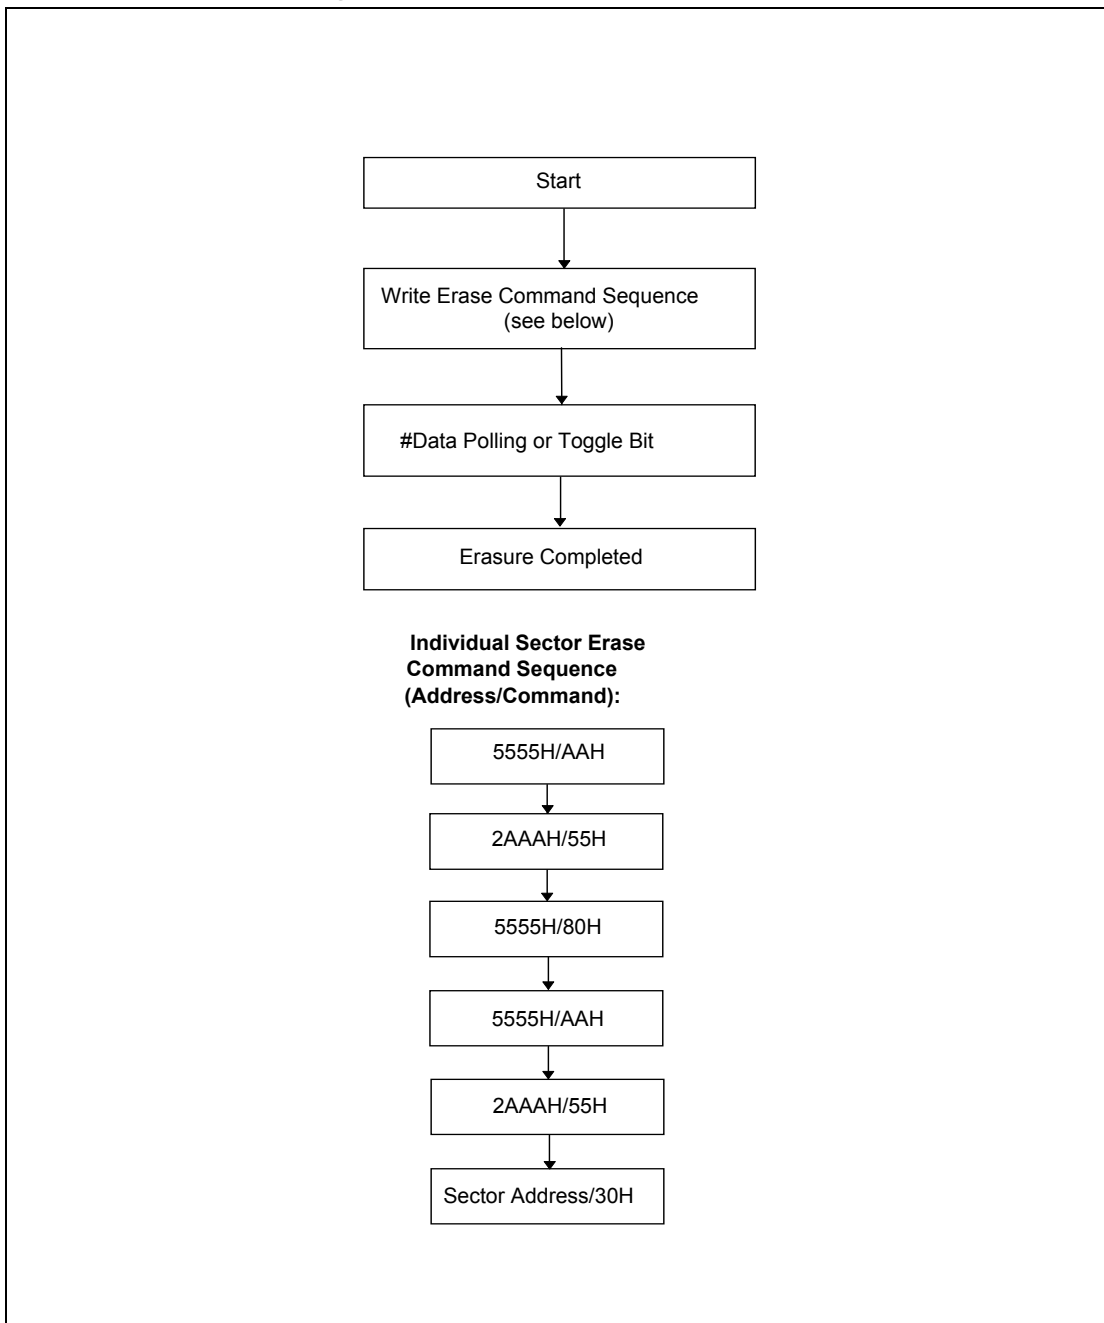 Start
Write Erase Command Sequence
(see below)
#Data Polling or Toggle Bit
Erasure Completed
Individual Sector Erase
Command Sequence
(Address/Command):
5555H/AAH
2AAAH/55H
5555H/80H
5555H/AAH
2AAAH/55H
Sector Address/30H